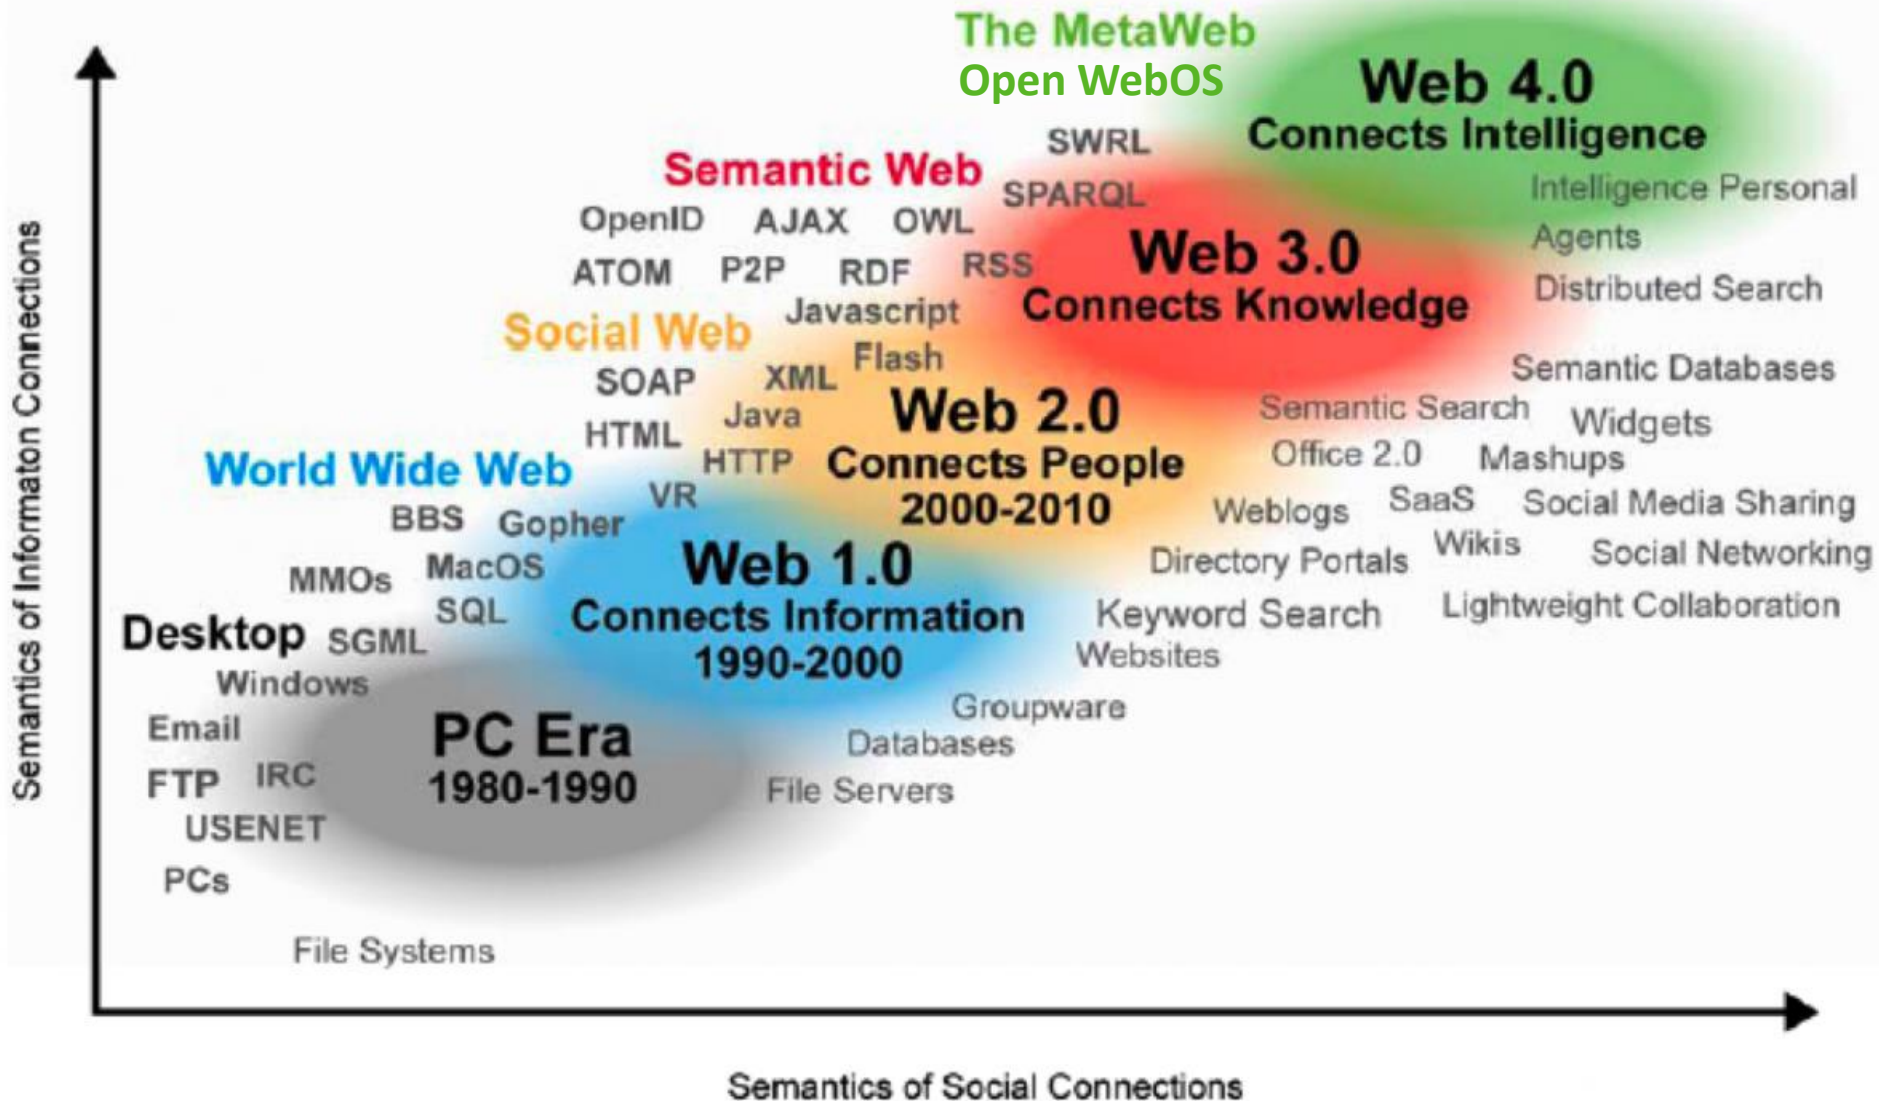 The MetaWeb
Open WebOS
Web 4.0
Connects Intelligence
SWRL
Semantic Web
SPARQL
Intelligence Personal
Agents
Distributed Search
OpenID AJAX OWL
ATOM P2P RDF RSS
Web 3.0
Connects Knowledge
Javascript
Social Web
Flash
SOAP XML
Java
HTML
HTTP
Web 2.0
Connects People
2000-2010
Semantic Databases
Semantic Search Widgets
Office 2.0 Mashups
Weblogs SaaS Social Media Sharing
Wikis
Directory Portals Social Networking
Keyword Search Lightweight Collaboration
Websites
World Wide Web
VR
BBS Gopher
MMOs MacOS
SQL
Web 1.0
Connects Information
1990-2000
Desktop SGML
Windows
Email
FTP IRC
USENET
PCs
PC Era
1980-1990
Groupware
Databases
File Servers
File Systems
Semantics of Informaton Connections
Semantics of Social Connections